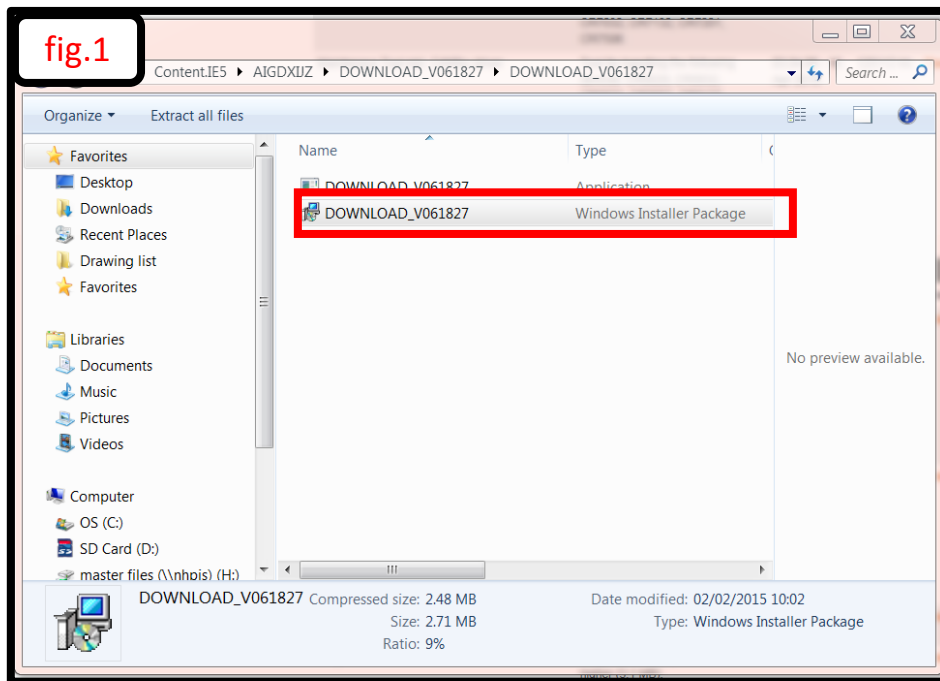 fig.1
Content.IE5 ▸ AIGDXIJZ ▸ DOWNLOAD_V061827 ▸ DOWNLOAD_V061827
Search ...
Organize
Extract all files
Name
Type
Favorites
Desktop
Downloads
Recent Places
Drawing list
Favorites
Libraries
Documents
Music
Pictures
Videos
Computer
OS (C:)
SD Card (D:)
master files (\\nhpis) (H:)
DOWNLOAD_V061827 Application
DOWNLOAD_V061827 Windows Installer Package
No preview available.
DOWNLOAD_V061827 Compressed size: 2.48 MB Date modified: 02/02/2015 10:02
Size: 2.71 MB Type: Windows Installer Package
Ratio: 9%